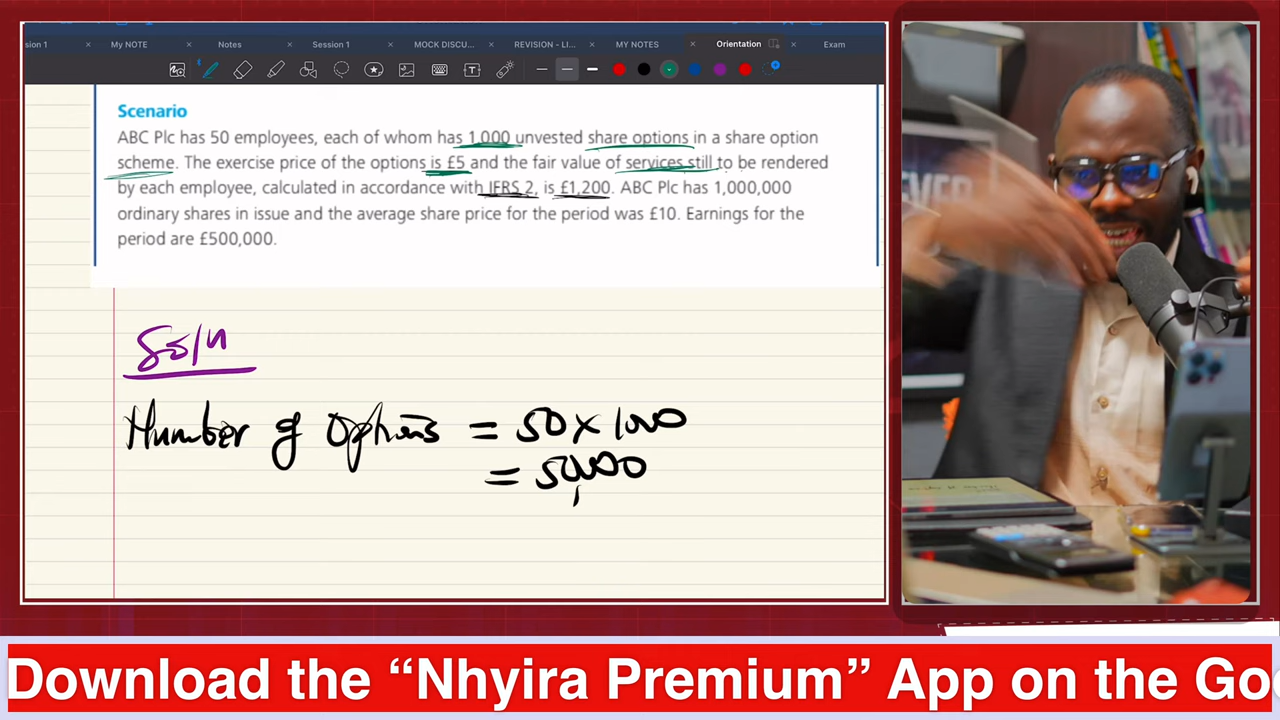 sion 1 My NOTE Notes Session 1 MOCK DISCU... REVISION - LI... MY NOTES Orientation Exam
Scenario
ABC Plc has 50 employees, each of whom has 1,000 unvested share options in a share option
scheme. The exercise price of the options is £5 and the fair value of services still to be rendered
by each employee, calculated in accordance with IFRS 2, is £1,200. ABC Plc has 1,000,000
ordinary shares in issue and the average share price for the period was £10. Earnings for the
period are £500,000.
Soln
Number of Options = 50 x 1000
= 50,000
Download the “Nhyira Premium” App on the Goo